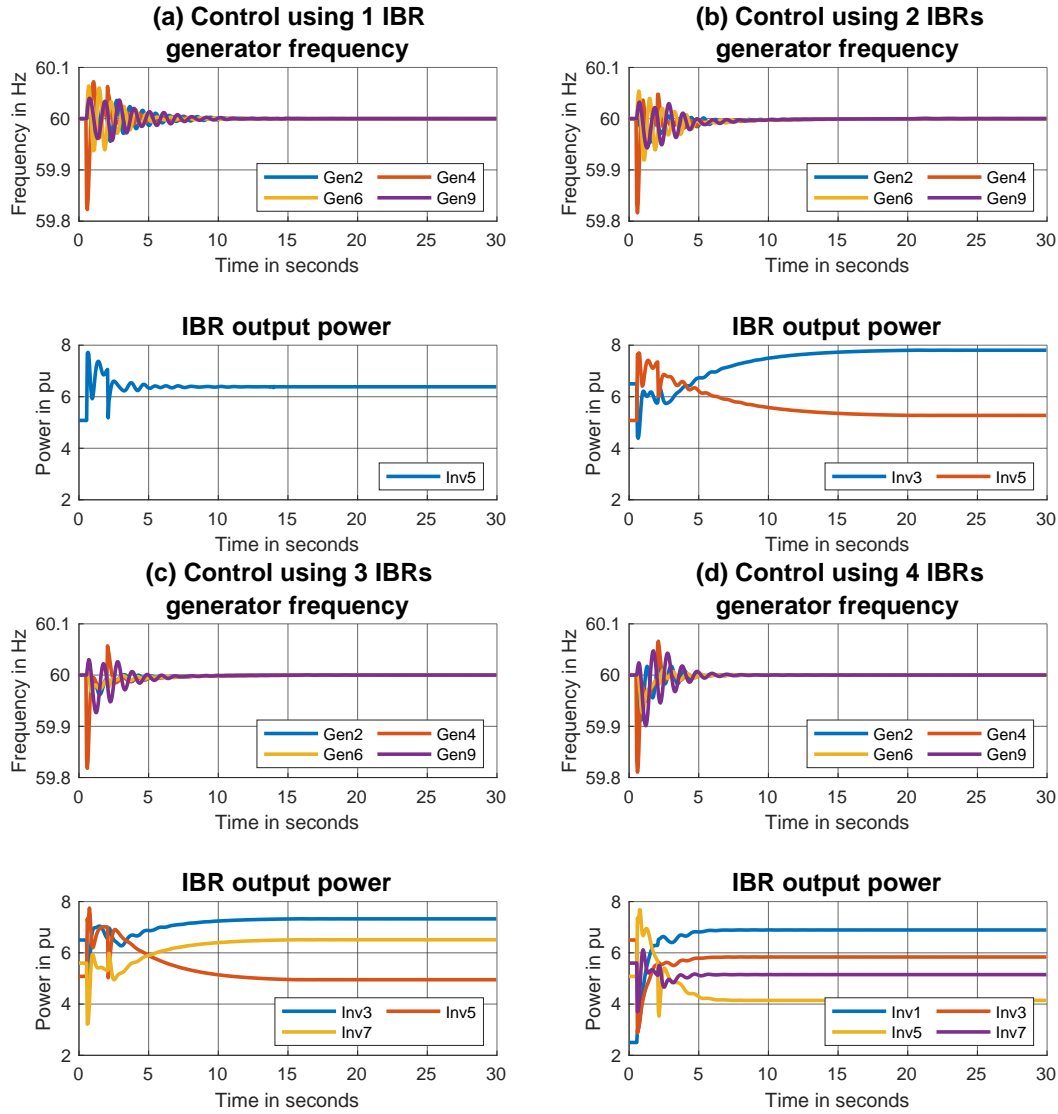 (a) Control using 1 IBR
generator frequency
60.1
60
59.9
59.8
Frequency in Hz
Gen2 Gen4
Gen6 Gen9
0 5 10 15 20 25 30
Time in seconds
IBR output power
8
6
4
2
Power in pu
Inv5
0 5 10 15 20 25 30
Time in seconds
(b) Control using 2 IBRs
generator frequency
60.1
60
59.9
59.8
Frequency in Hz
Gen2 Gen4
Gen6 Gen9
0 5 10 15 20 25 30
Time in seconds
IBR output power
8
6
4
2
Power in pu
Inv3 Inv5
0 5 10 15 20 25 30
Time in seconds
(c) Control using 3 IBRs
generator frequency
60.1
60
59.9
59.8
Frequency in Hz
Gen2 Gen4
Gen6 Gen9
0 5 10 15 20 25 30
Time in seconds
IBR output power
8
6
4
2
Power in pu
Inv3 Inv5
Inv7
0 5 10 15 20 25 30
Time in seconds
(d) Control using 4 IBRs
generator frequency
60.1
60
59.9
59.8
Frequency in Hz
Gen2 Gen4
Gen6 Gen9
0 5 10 15 20 25 30
Time in seconds
IBR output power
8
6
4
2
Power in pu
Inv1 Inv3
Inv5 Inv7
0 5 10 15 20 25 30
Time in seconds